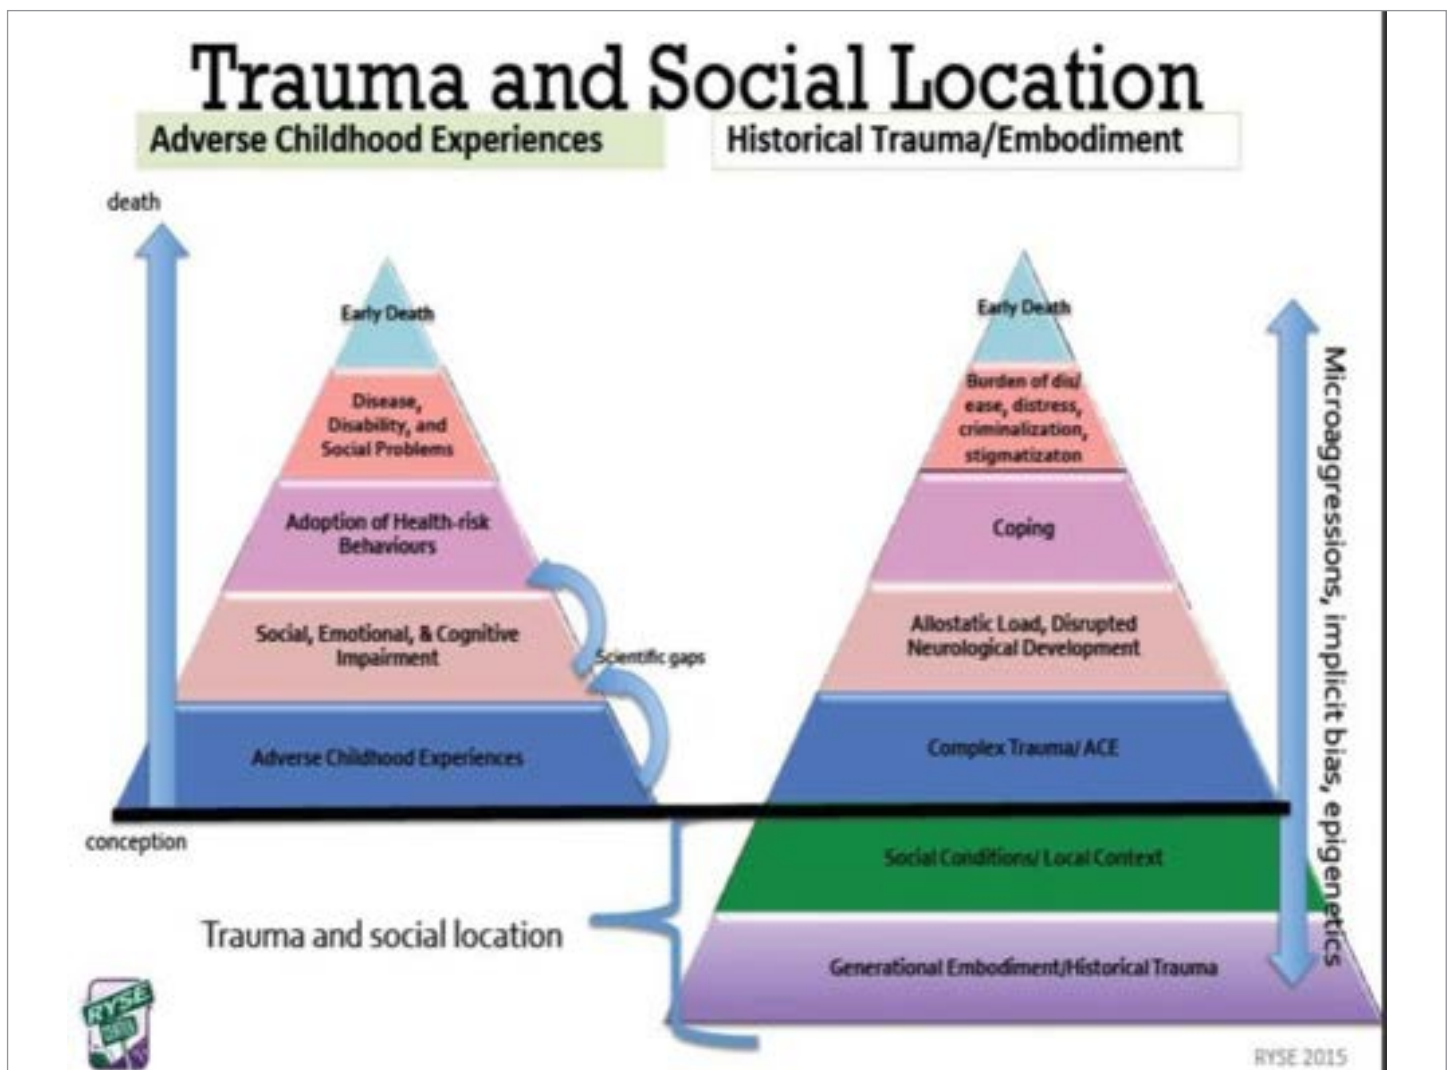 Trauma and Social Location
Adverse Childhood Experiences
Historical Trauma/Embodiment
death
Early Death
Disease,
Disability, and
Social Problems
Adoption of Health-risk
Behaviours
Social, Emotional, & Cognitive
Impairment
Scientific gaps
Adverse Childhood Experiences
conception
Trauma and social location
Early Death
Burden of dis/
ease, distress,
criminalization,
stigmatizaton
Coping
Allostatic Load, Disrupted
Neurological Development
Complex Trauma/ ACE
Social Conditions/ Local Context
Generational Embodiment/Historical Trauma
Microaggressions, implicit bias, epigenetics
RYSE
CENTER
RYSE 2015